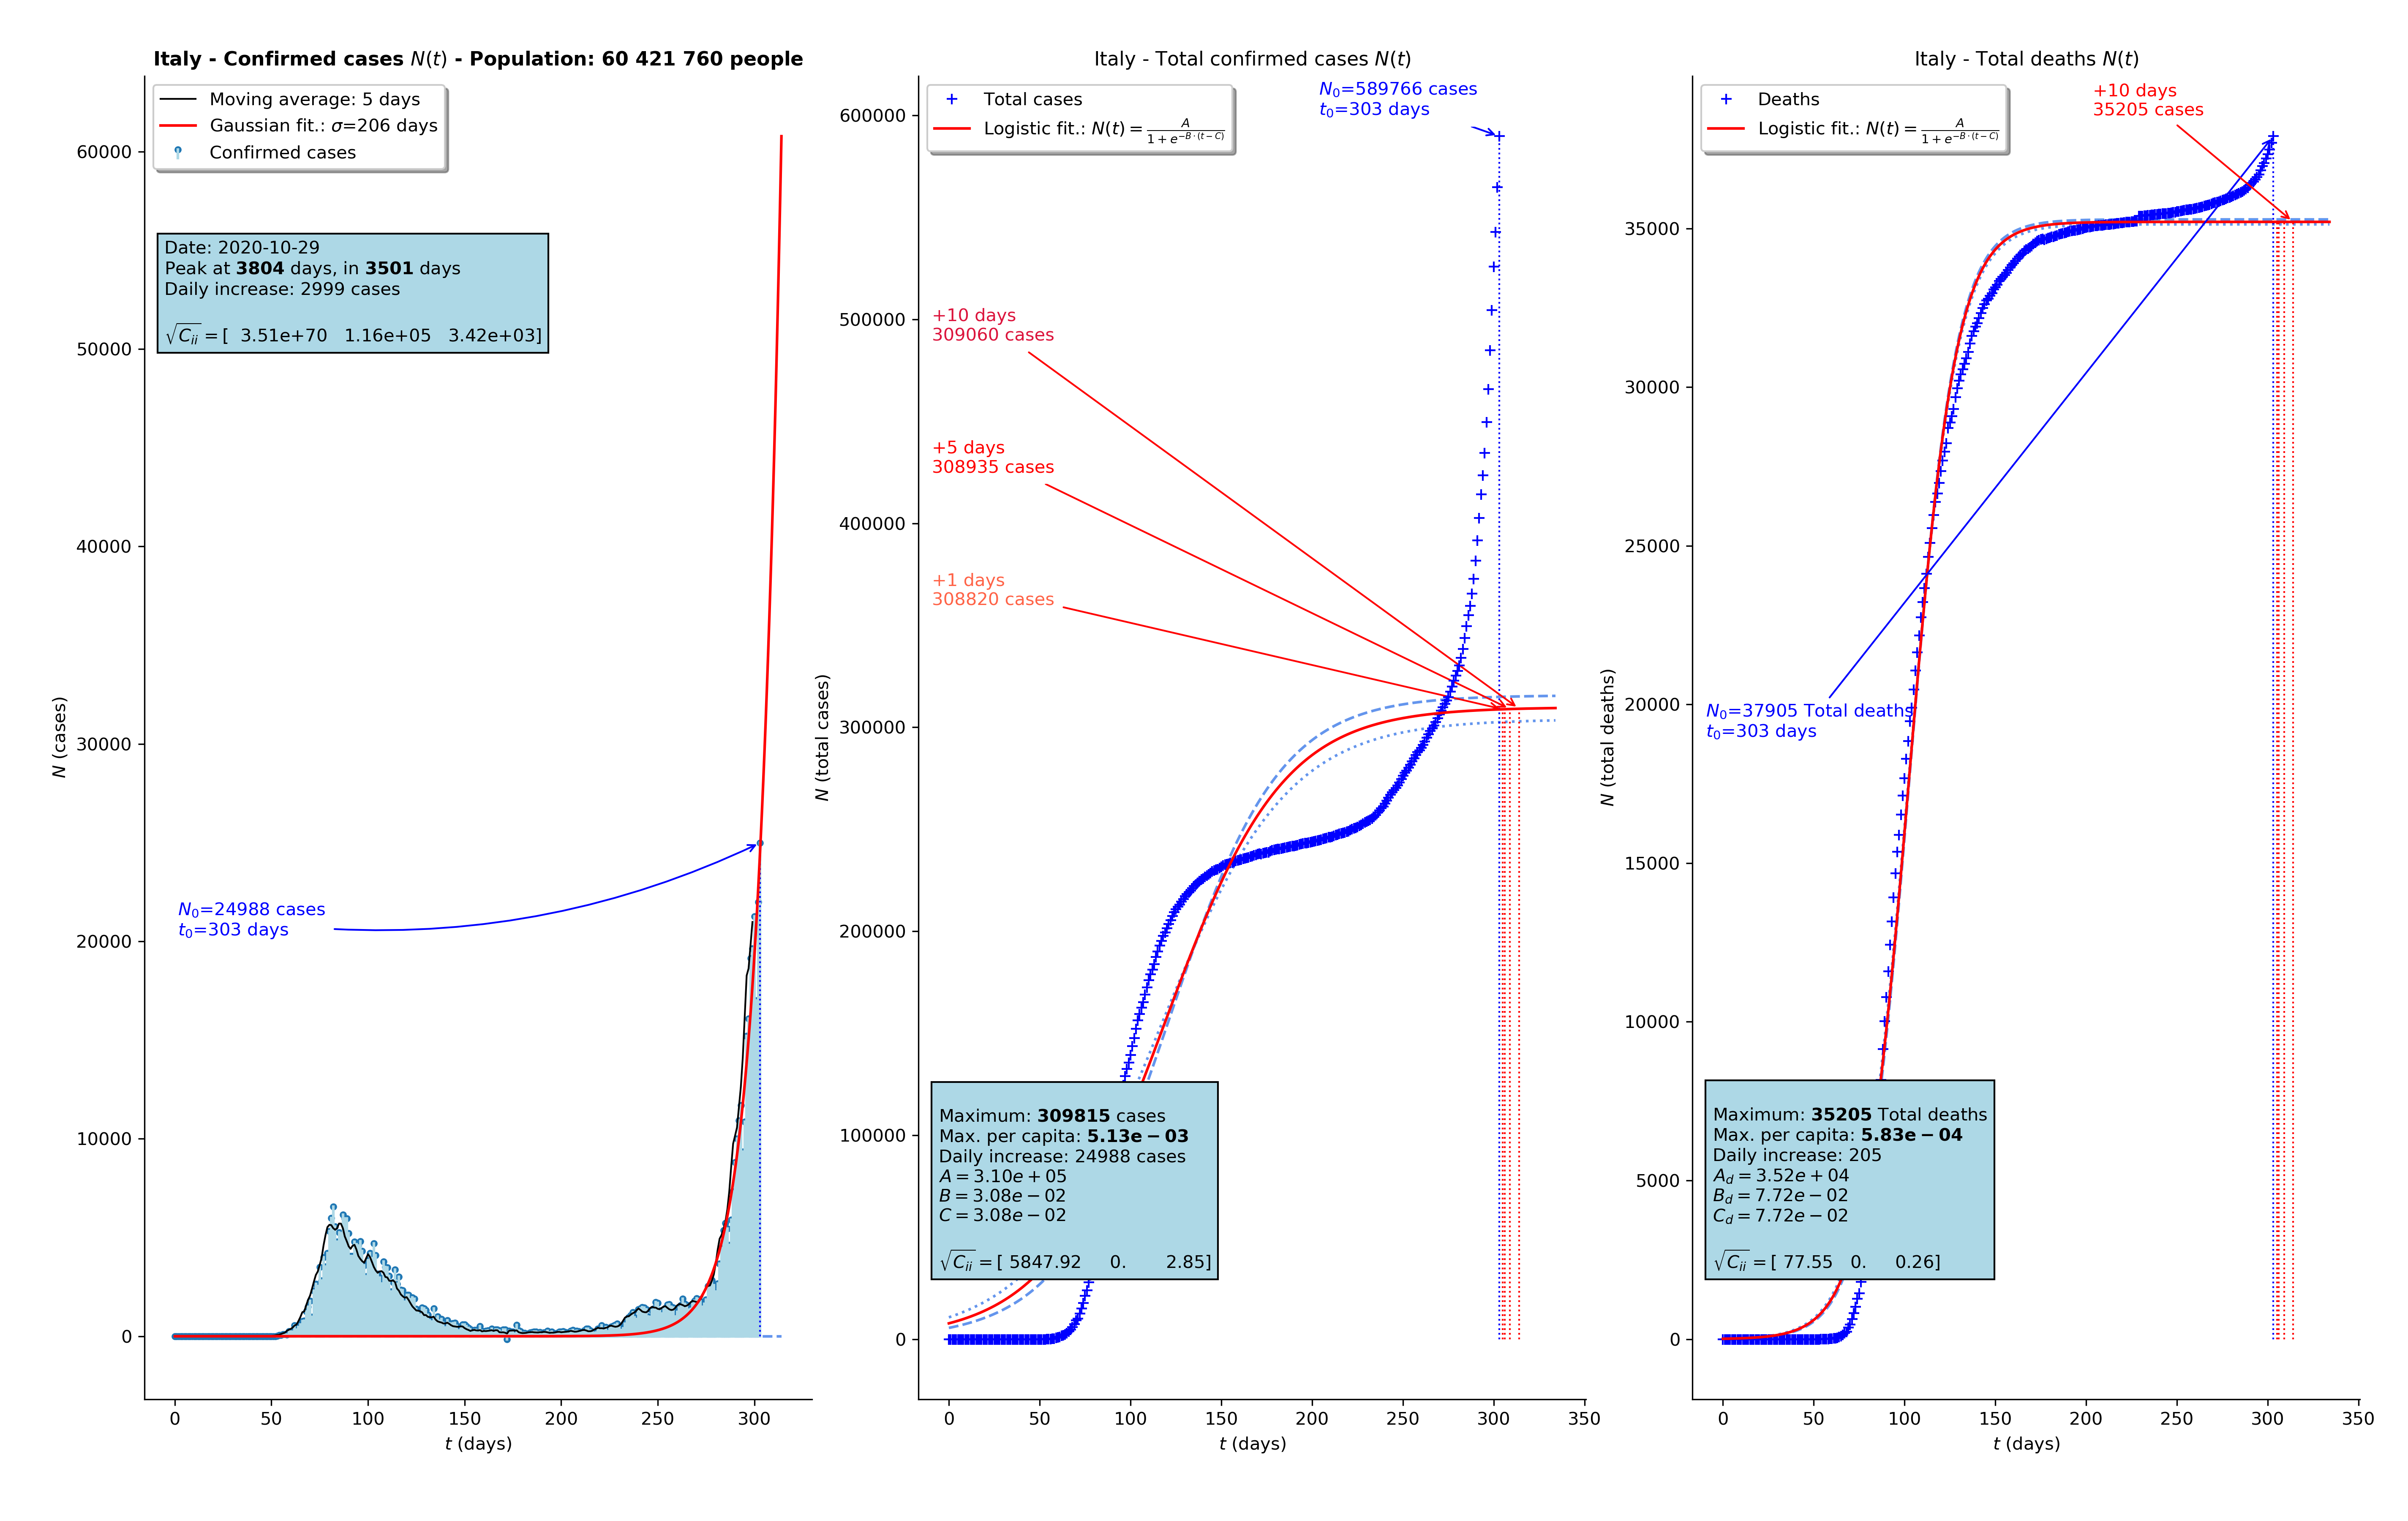 Italy - Confirmed cases N(t) - Population: 60 421 760 people
Moving average: 5 days
Gaussian fit.: σ=206 days
Confirmed cases
Date: 2020-10-29
Peak at 3804 days, in 3501 days
Daily increase: 2999 cases
√C_ii = [ 3.51e+70 1.16e+05 3.42e+03]
N₀=24988 cases
t₀=303 days
N (cases)
60000
50000
40000
30000
20000
10000
0
0 50 100 150 200 250 300
t (days)
Italy - Total confirmed cases N(t)
Total cases
Logistic fit.: N(t) = A / (1 + e^(−B·(t−C)))
N₀=589766 cases
t₀=303 days
+10 days
309060 cases
+5 days
308935 cases
+1 days
308820 cases
Maximum: 309815 cases
Max. per capita: 5.13e − 03
Daily increase: 24988 cases
A = 3.10e + 05
B = 3.08e − 02
C = 3.08e − 02
√C_ii = [ 5847.92 0. 2.85]
N (total cases)
600000
500000
400000
300000
200000
100000
0
0 50 100 150 200 250 300 350
t (days)
Italy - Total deaths N(t)
Deaths
Logistic fit.: N(t) = A / (1 + e^(−B·(t−C)))
+10 days
35205 cases
N₀=37905 Total deaths
t₀=303 days
Maximum: 35205 Total deaths
Max. per capita: 5.83e − 04
Daily increase: 205
A_d = 3.52e + 04
B_d = 7.72e − 02
C_d = 7.72e − 02
√C_ii = [ 77.55 0. 0.26]
N (total deaths)
35000
30000
25000
20000
15000
10000
5000
0
0 50 100 150 200 250 300 350
t (days)